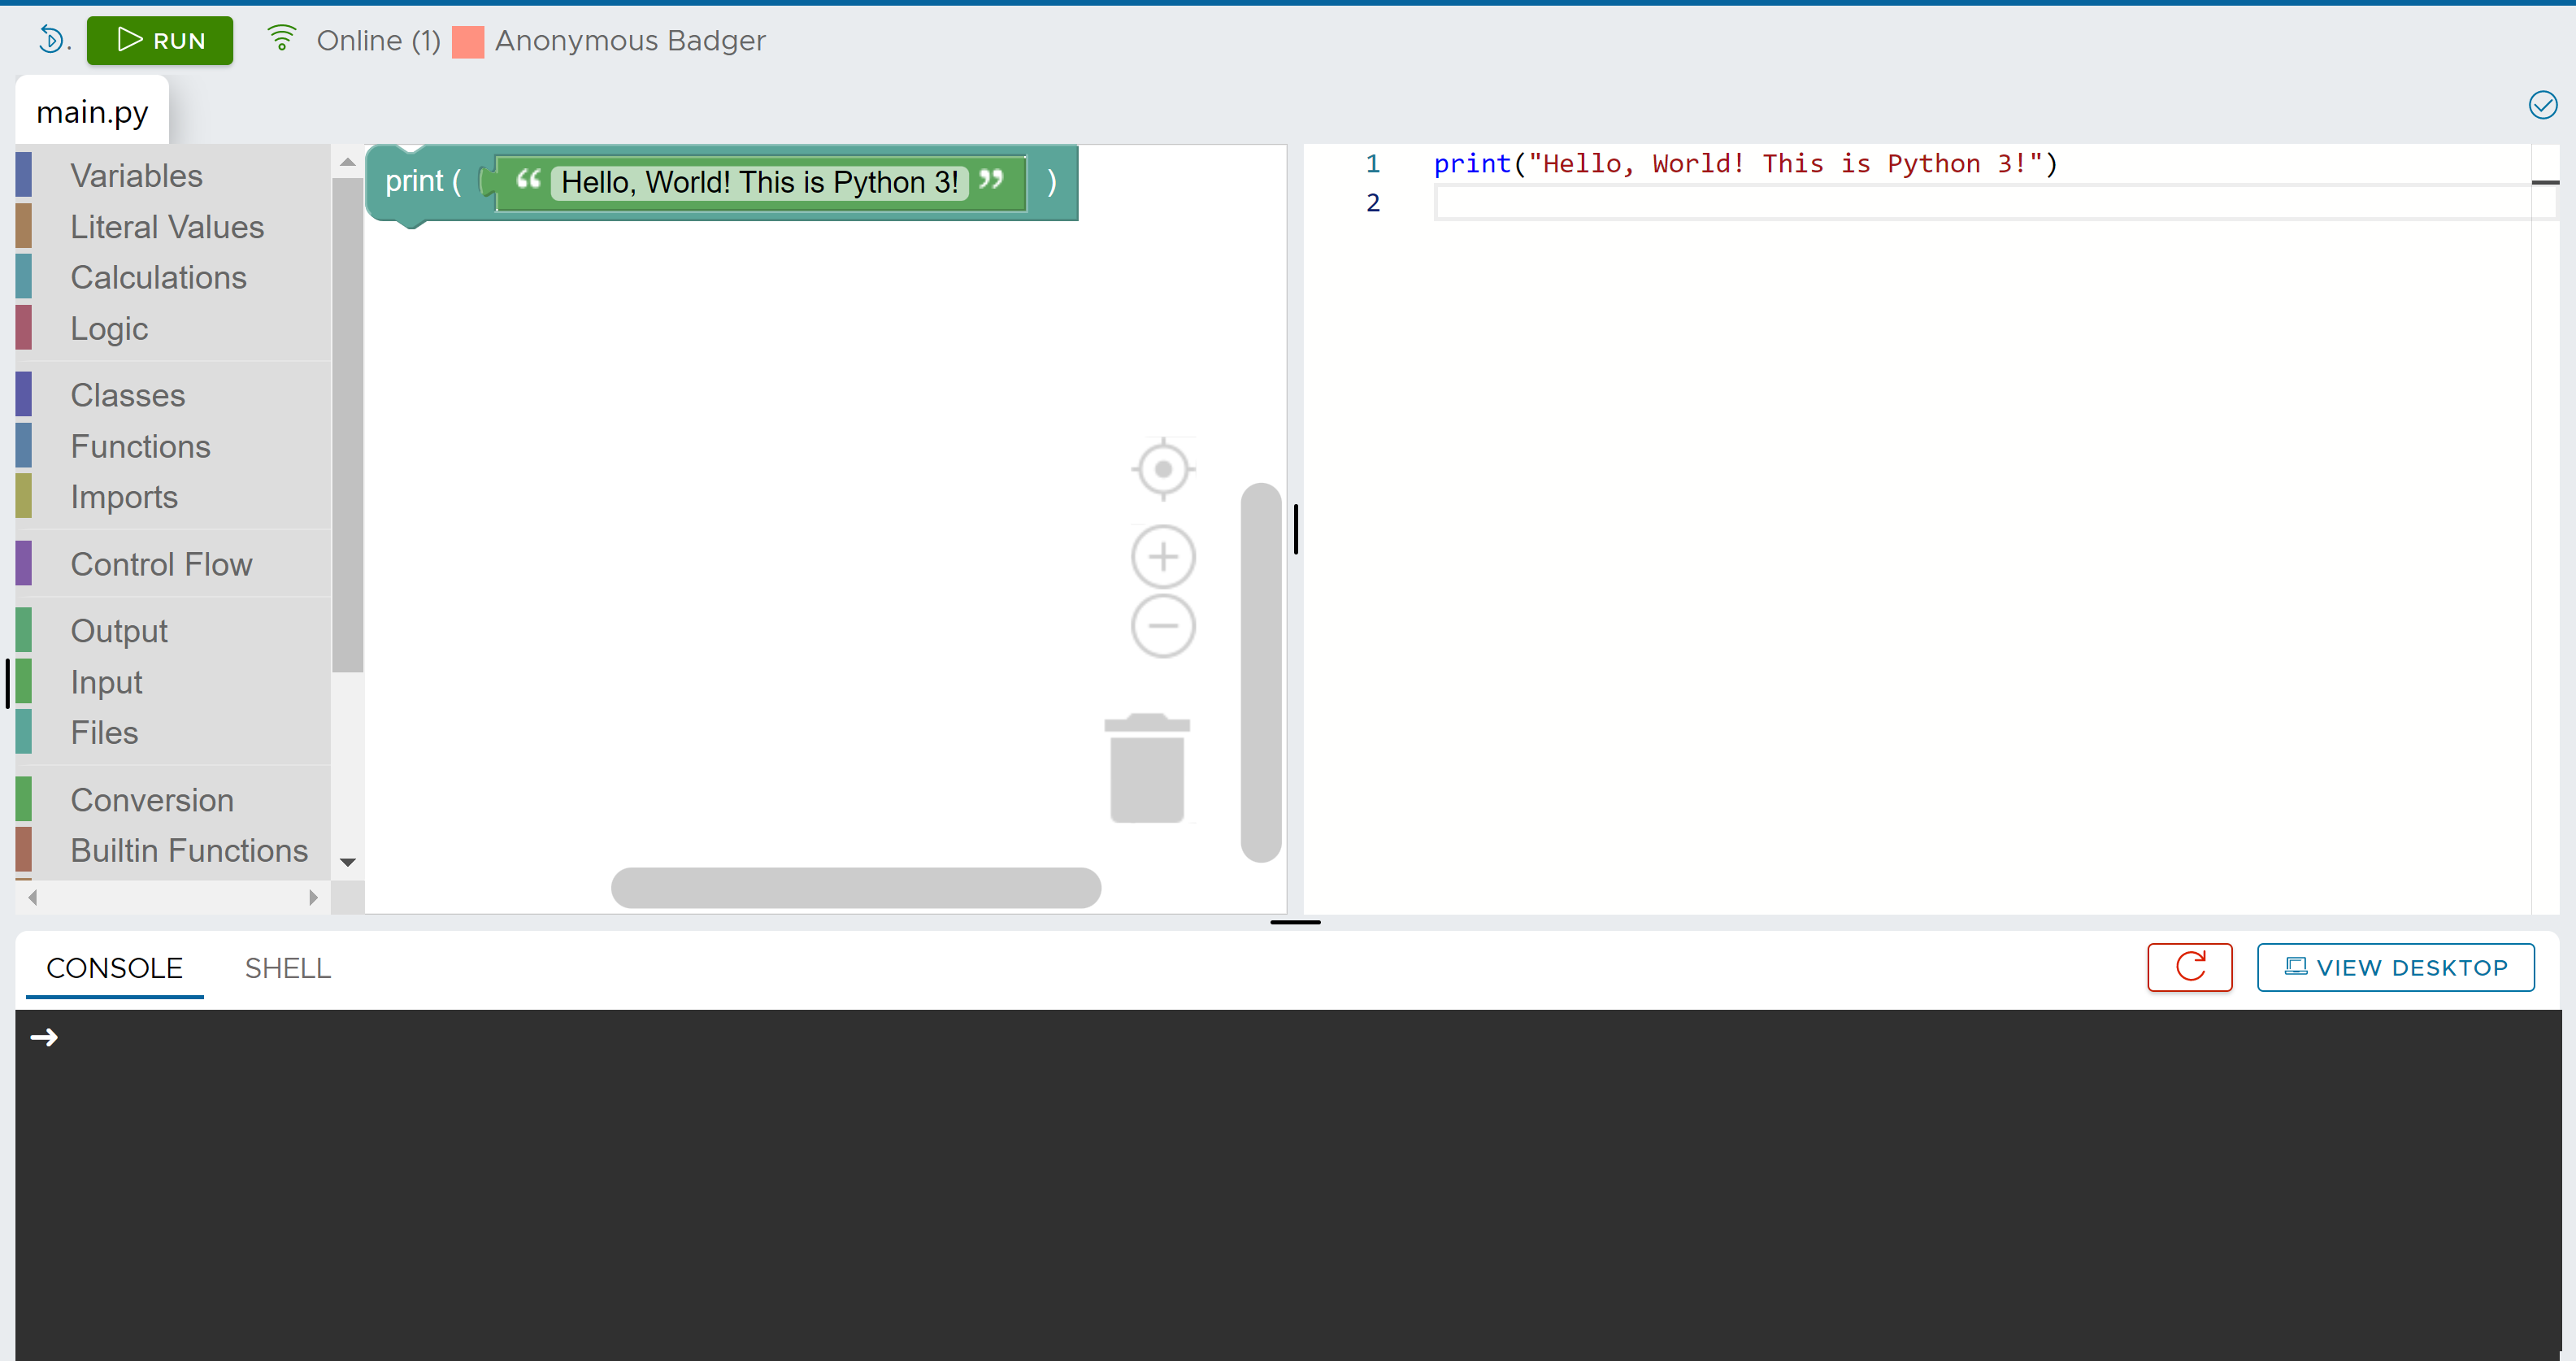 RUN Online (1) Anonymous Badger
main.py
Variables
Literal Values
Calculations
Logic
Classes
Functions
Imports
Control Flow
Output
Input
Files
Conversion
Builtin Functions
print ( “ Hello, World! This is Python 3! ” )
1 print("Hello, World! This is Python 3!")
2
CONSOLE SHELL VIEW DESKTOP